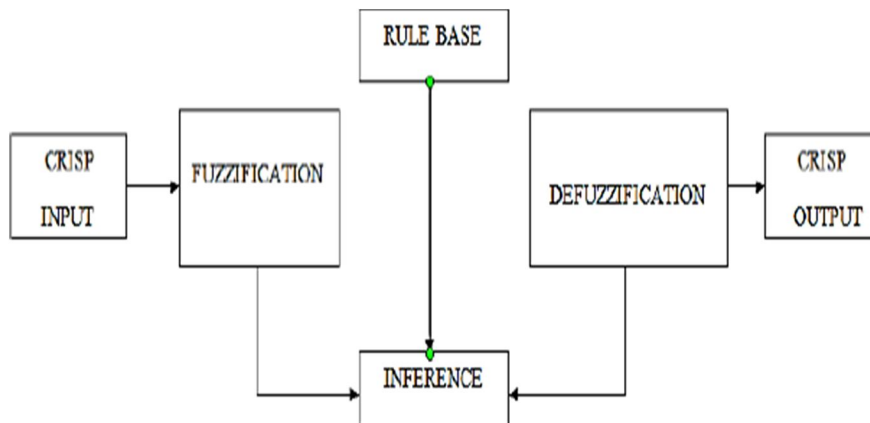 RULE BASE
CRISP
INPUT
FUZZIFICATION
DEFUZZIFICATION
CRISP
OUTPUT
INFERENCE